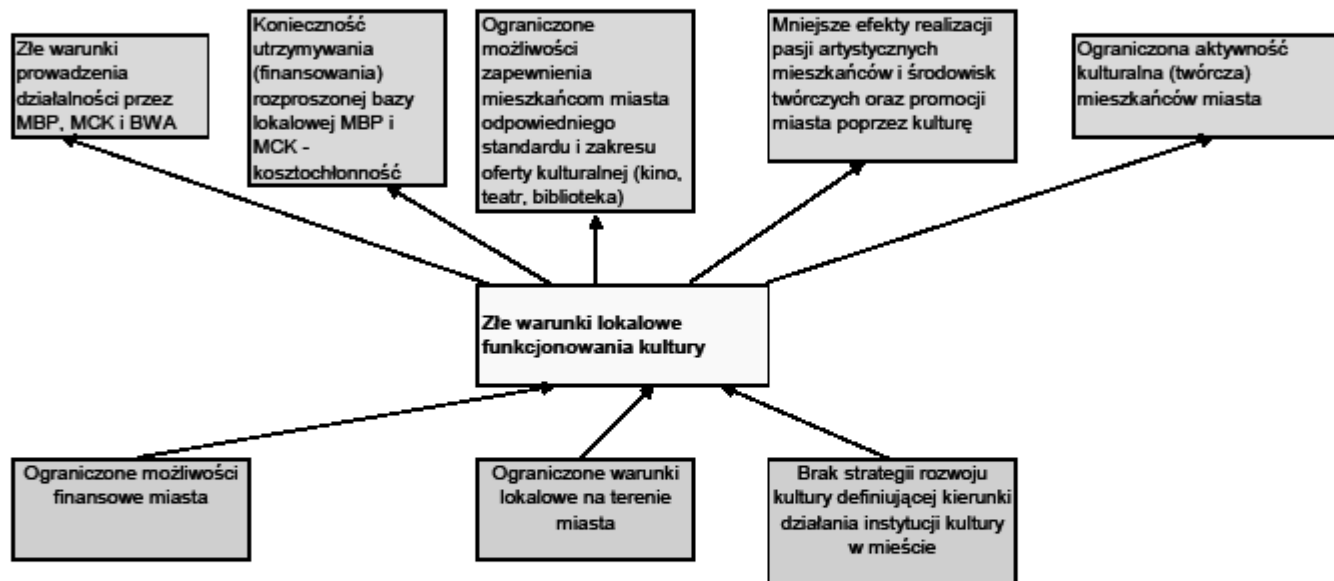 Złe warunki
prowadzenia
działalności przez
MBP, MCK i BWA
Konieczność
utrzymywania
(finansowania)
rozproszonej bazy
lokalowej MBP i
MCK -
kosztochłonność
Ograniczone
możliwości
zapewnienia
mieszkańcom miasta
odpowiedniego
standardu i zakresu
oferty kulturalnej (kino,
teatr, biblioteka)
Mniejsze efekty realizacji
pasji artystycznych
mieszkańców i środowisk
twórczych oraz promocji
miasta poprzez kulturę
Ograniczona aktywność
kulturalna (twórcza)
mieszkańców miasta
Złe warunki lokalowe
funkcjonowania kultury
Ograniczone możliwości
finansowe miasta
Ograniczone warunki
lokalowe na terenie
miasta
Brak strategii rozwoju
kultury definiującej kierunki
działania instytucji kultury
w mieście